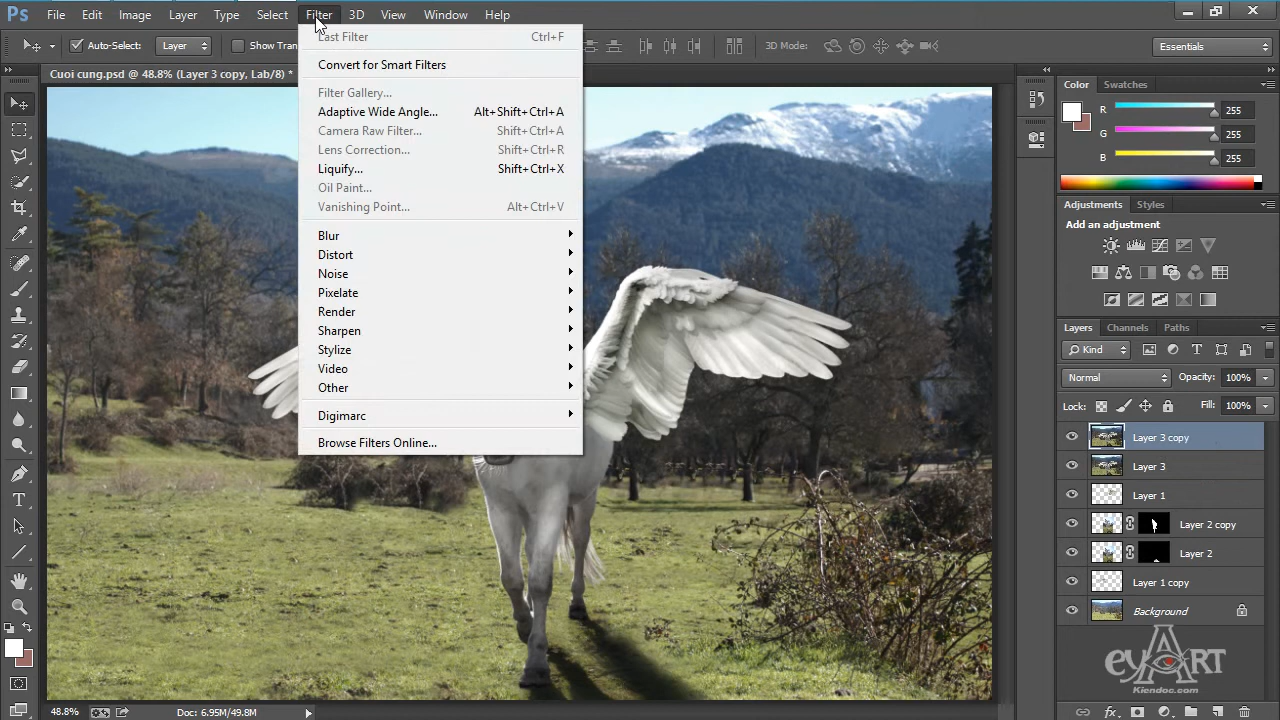 Ps File Edit Image Layer Type Select Filter 3D View Window Help
Auto-Select: Layer Show Tran 3D Mode: Essentials
Cuoi cung.psd @ 48.8% (Layer 3 copy, Lab/8) *
Last Filter Ctrl+F
Convert for Smart Filters
Filter Gallery...
Adaptive Wide Angle... Alt+Shift+Ctrl+A
Camera Raw Filter... Shift+Ctrl+A
Lens Correction... Shift+Ctrl+R
Liquify... Shift+Ctrl+X
Oil Paint...
Vanishing Point... Alt+Ctrl+V
Blur
Distort
Noise
Pixelate
Render
Sharpen
Stylize
Video
Other
Digimarc
Browse Filters Online...
Color Swatches
R 255
G 255
B 255
Adjustments Styles
Add an adjustment
Layers Channels Paths
Kind
Normal Opacity: 100%
Lock: Fill: 100%
Layer 3 copy
Layer 3
Layer 1
Layer 2 copy
Layer 2
Layer 1 copy
Background
eyART
Kiendoc.com
48.8% Doc: 6.95M/49.8M